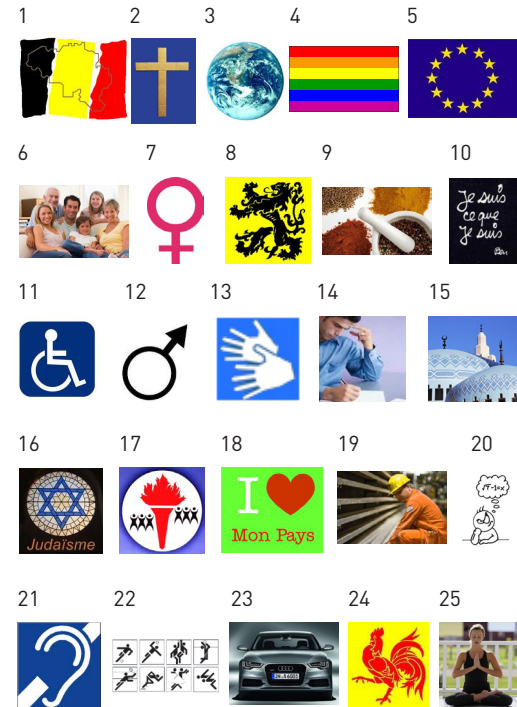 1 2 3 4 5
6 7 8 9 10
Je suis
ce que
Je suis
Ben
11 12 13 14 15
16 17 18 19 20
Judaïsme
I
Mon Pays
21 22 23 24 25